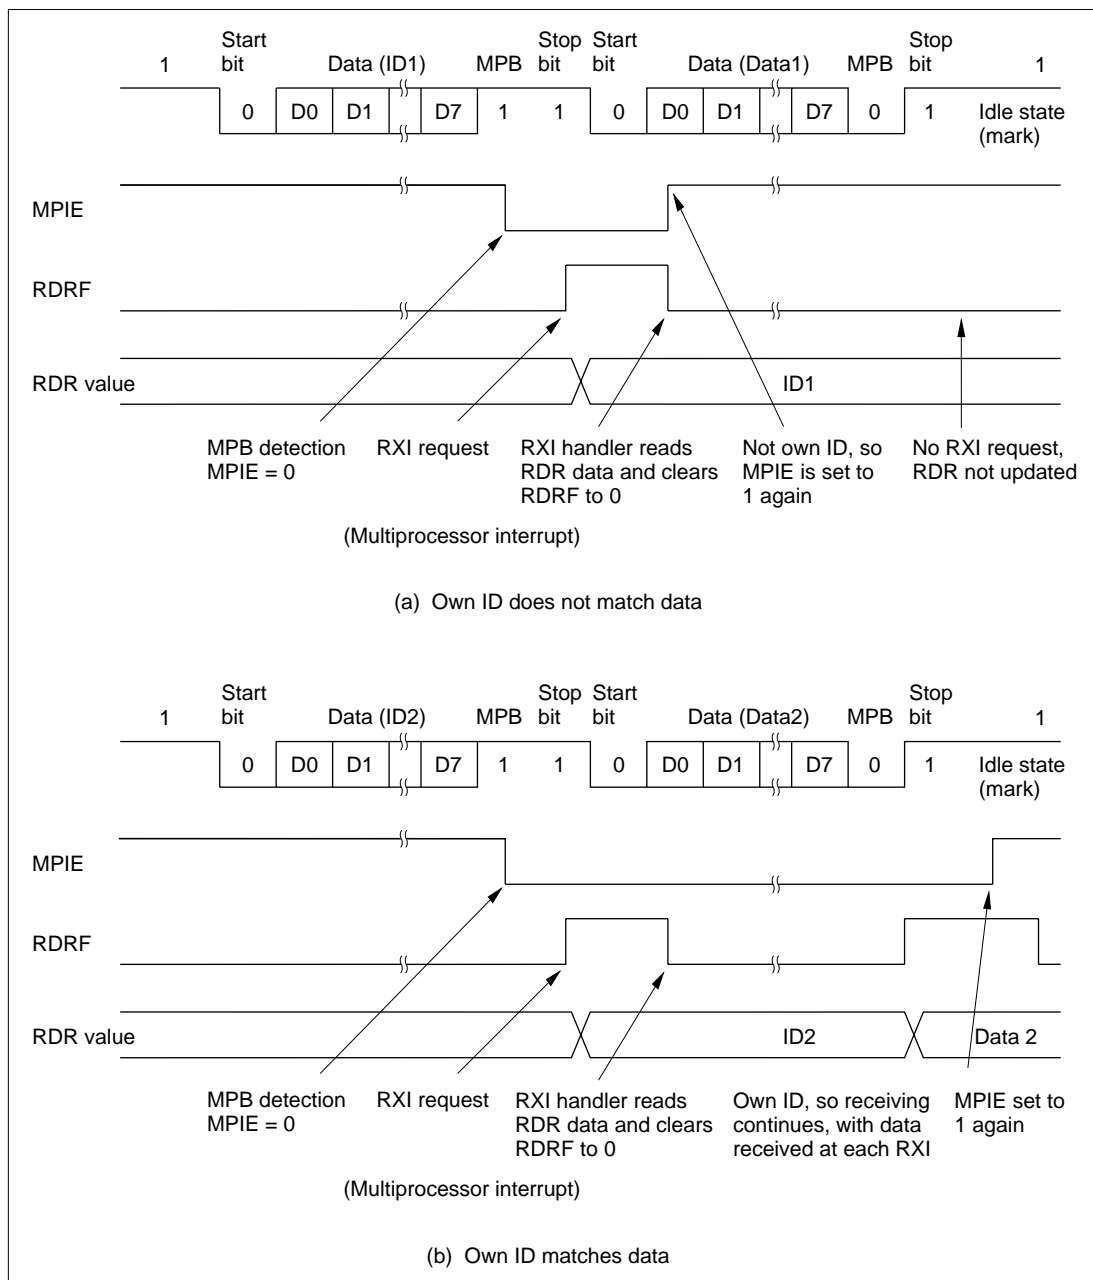 Start Stop Start Stop
1 bit Data (ID1) MPB bit bit Data (Data1) MPB bit 1
0 D0 D1 D7 1 1 0 D0 D1 D7 0 1 Idle state
(mark)
MPIE
RDRF
RDR value ID1
MPB detection
MPIE = 0
RXI request
RXI handler reads
RDR data and clears
RDRF to 0
Not own ID, so
MPIE is set to
1 again
No RXI request,
RDR not updated
(Multiprocessor interrupt)
(a) Own ID does not match data
Start Stop Start Stop
1 bit Data (ID2) MPB bit bit Data (Data2) MPB bit 1
0 D0 D1 D7 1 1 0 D0 D1 D7 0 1 Idle state
(mark)
MPIE
RDRF
RDR value ID2 Data 2
MPB detection
MPIE = 0
RXI request
RXI handler reads
RDR data and clears
RDRF to 0
Own ID, so receiving
continues, with data
received at each RXI
MPIE set to
1 again
(Multiprocessor interrupt)
(b) Own ID matches data